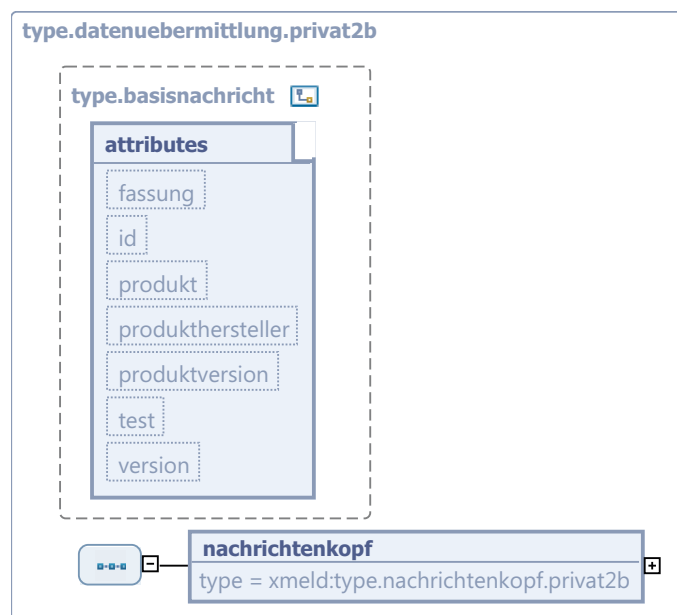 type.datenuebermittlung.privat2b
type.basisnachricht
attributes
fassung
id
produkt
produkthersteller
produktversion
test
version
nachrichtenkopf
type = xmeld:type.nachrichtenkopf.privat2b